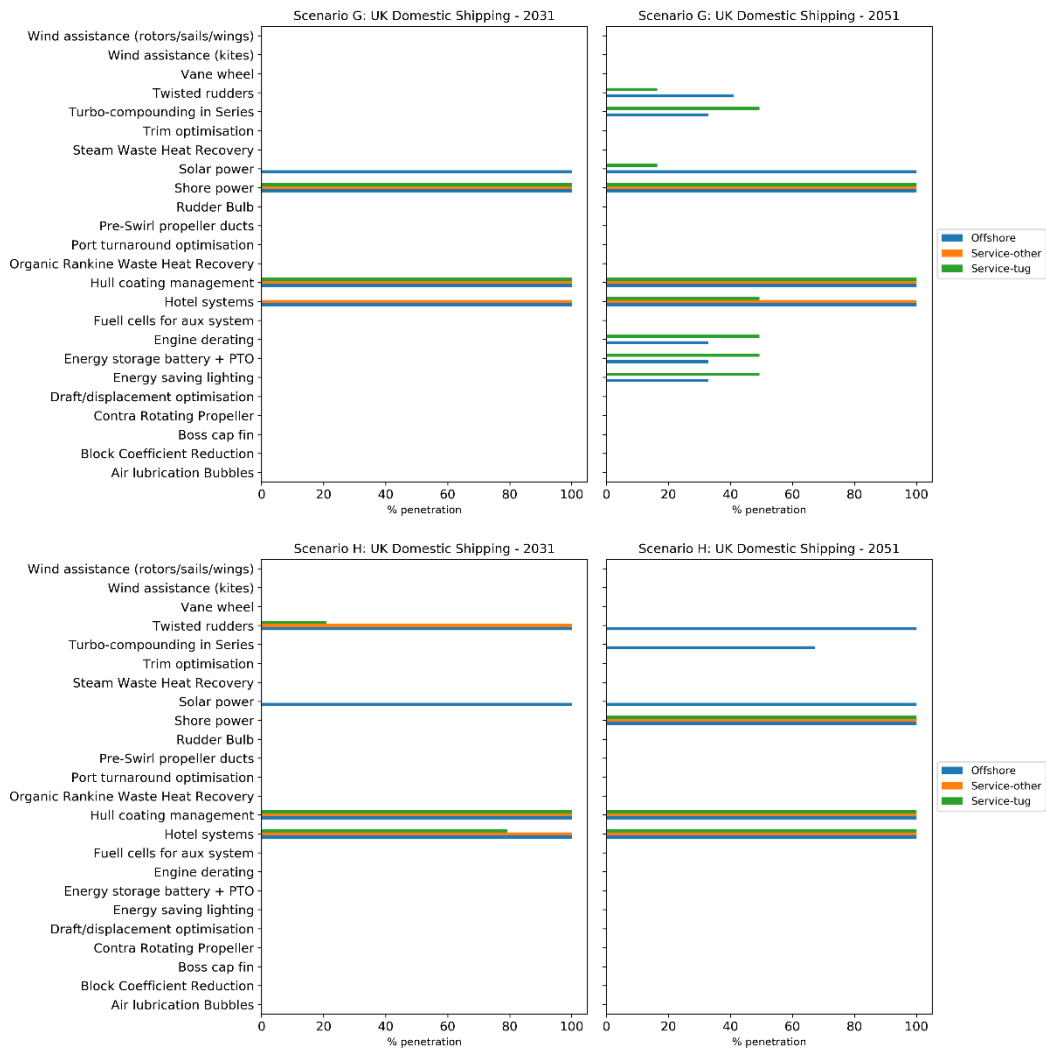 Scenario G: UK Domestic Shipping - 2031
Scenario G: UK Domestic Shipping - 2051
Wind assistance (rotors/sails/wings)
Wind assistance (kites)
Vane wheel
Twisted rudders
Turbo-compounding in Series
Trim optimisation
Steam Waste Heat Recovery
Solar power
Shore power
Rudder Bulb
Pre-Swirl propeller ducts
Port turnaround optimisation
Organic Rankine Waste Heat Recovery
Hull coating management
Hotel systems
Fuell cells for aux system
Engine derating
Energy storage battery + PTO
Energy saving lighting
Draft/displacement optimisation
Contra Rotating Propeller
Boss cap fin
Block Coefficient Reduction
Air lubrication Bubbles
0 20 40 60 80 100
0 20 40 60 80 100
% penetration
% penetration
Offshore
Service-other
Service-tug
Scenario H: UK Domestic Shipping - 2031
Scenario H: UK Domestic Shipping - 2051
Wind assistance (rotors/sails/wings)
Wind assistance (kites)
Vane wheel
Twisted rudders
Turbo-compounding in Series
Trim optimisation
Steam Waste Heat Recovery
Solar power
Shore power
Rudder Bulb
Pre-Swirl propeller ducts
Port turnaround optimisation
Organic Rankine Waste Heat Recovery
Hull coating management
Hotel systems
Fuell cells for aux system
Engine derating
Energy storage battery + PTO
Energy saving lighting
Draft/displacement optimisation
Contra Rotating Propeller
Boss cap fin
Block Coefficient Reduction
Air lubrication Bubbles
0 20 40 60 80 100
0 20 40 60 80 100
% penetration
% penetration
Offshore
Service-other
Service-tug